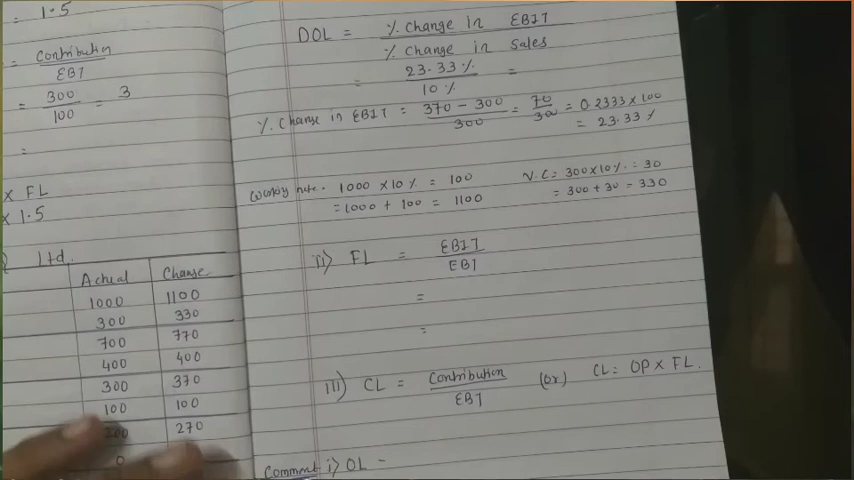 = 1.5
= Contribution
EBT
= 300 = 3
100
=
x FL
x 1.5
Ltd.
Actual Change
1000 1100
300 330
700 770
400 400
300 370
100 100
270
0
DOL = % Change in EBIT
% Change in Sales
= 23.33 % =
10 %
% Change in EBIT = 370 - 300 = 70 = 0.2333 x 100
300 300 = 23.33 %
Working note. 1000 x 10 % = 100
= 1000 + 100 = 1100
V.C = 300 x 10 % = 30
= 300 + 30 = 330
ii) FL = EBIT
EBT
=
=
iii) CL = Contribution (or) CL = OP x FL.
EBT
Comment i) OL -